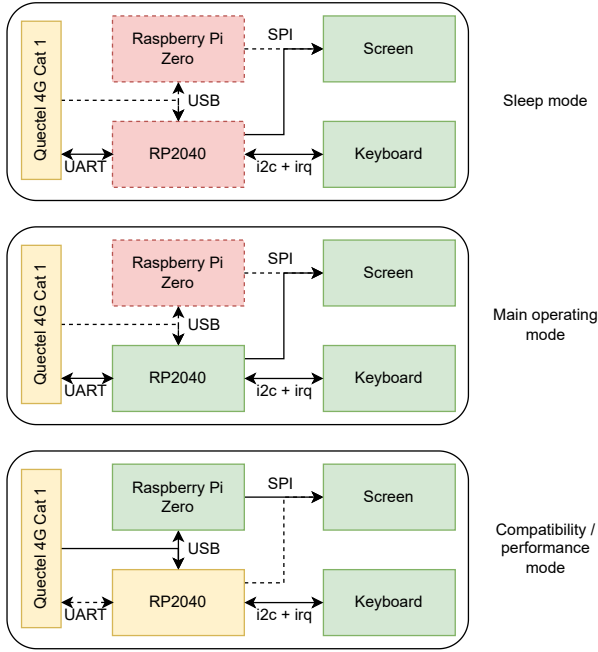 Quectel 4G Cat 1
Raspberry Pi
Zero
SPI
Screen
USB
Sleep mode
RP2040
UART
i2c + irq
Keyboard
Quectel 4G Cat 1
Raspberry Pi
Zero
SPI
Screen
USB
Main operating
mode
RP2040
UART
i2c + irq
Keyboard
Quectel 4G Cat 1
Raspberry Pi
Zero
SPI
Screen
USB
Compatibility /
performance
mode
RP2040
UART
i2c + irq
Keyboard